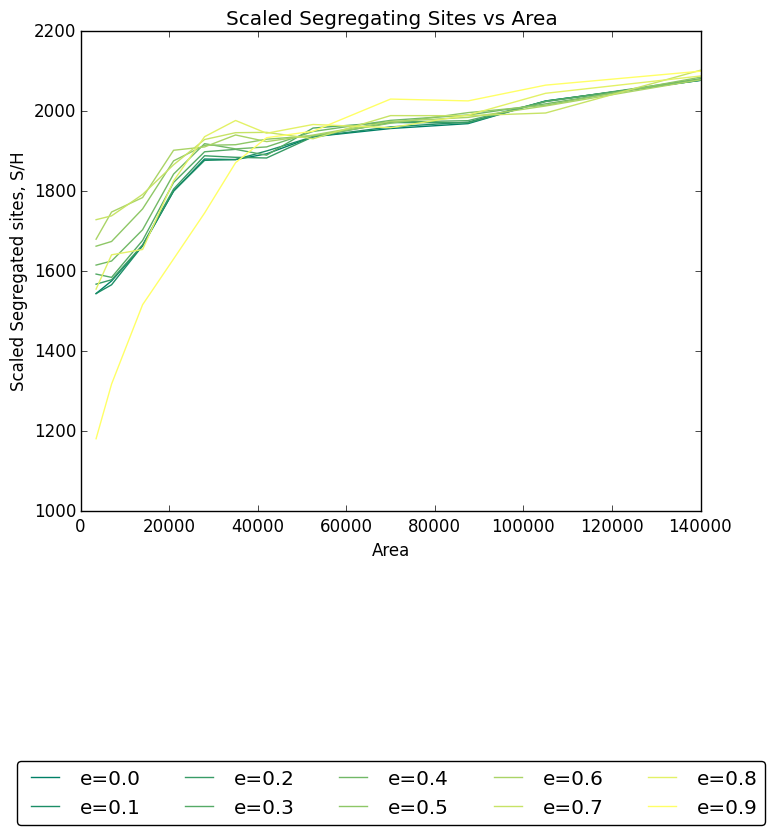 Scaled Segregating Sites vs Area
2200
2000
1800
1600
1400
1200
1000
Scaled Segregated sites, S/H
0 20000 40000 60000 80000 100000 120000 140000
Area
e=0.0 e=0.2 e=0.4 e=0.6 e=0.8
e=0.1 e=0.3 e=0.5 e=0.7 e=0.9